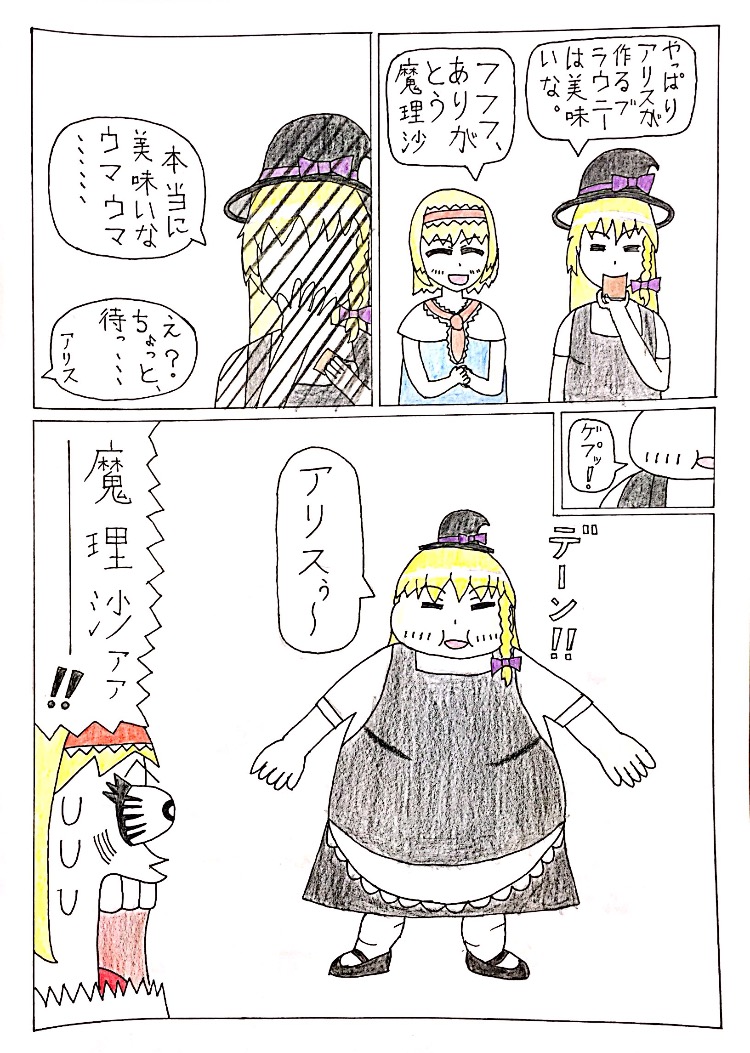 やっぱり
アリスが
作るブ
ラウニー
は美味
いな。
フフフ、
ありが
とう
魔理沙
本当に
美味いな
ウマウマ
……
え?
ちょっと、
待っ、、、
アリス
ゲプッ!
デーン!!
アリスぅ~
魔理沙ァァ――!!